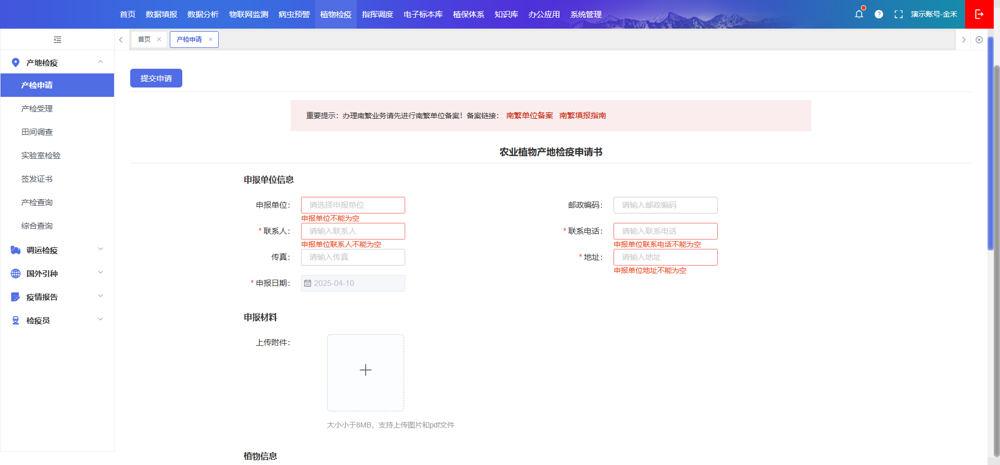 首页 数据填报 数据分析 物联网监测 病虫预警 植物检疫 指挥调度 电子标本库 植保体系 知识库 办公应用 系统管理 演示账号-金禾
首页 产检申请
产地检疫
产检申请
产检受理
田间调查
实验室检验
签发证书
产检查询
综合查询
调运检疫
国外引种
疫情报告
检疫员
提交申请
重要提示：办理南繁业务请先进行南繁单位备案！备案链接： 南繁单位备案 南繁填报指南
农业植物产地检疫申请书
申报单位信息
申报单位： 请选择申报单位 邮政编码： 请输入邮政编码
申报单位不能为空
* 联系人： 请输入联系人 * 联系电话： 请输入联系电话
申报单位联系人不能为空 申报单位联系电话不能为空
传真： 请输入传真 * 地址： 请输入地址
申报单位地址不能为空
* 申报日期： 2025-04-10
申报材料
上传附件：
大小小于8MB，支持上传图片和pdf文件
植物信息